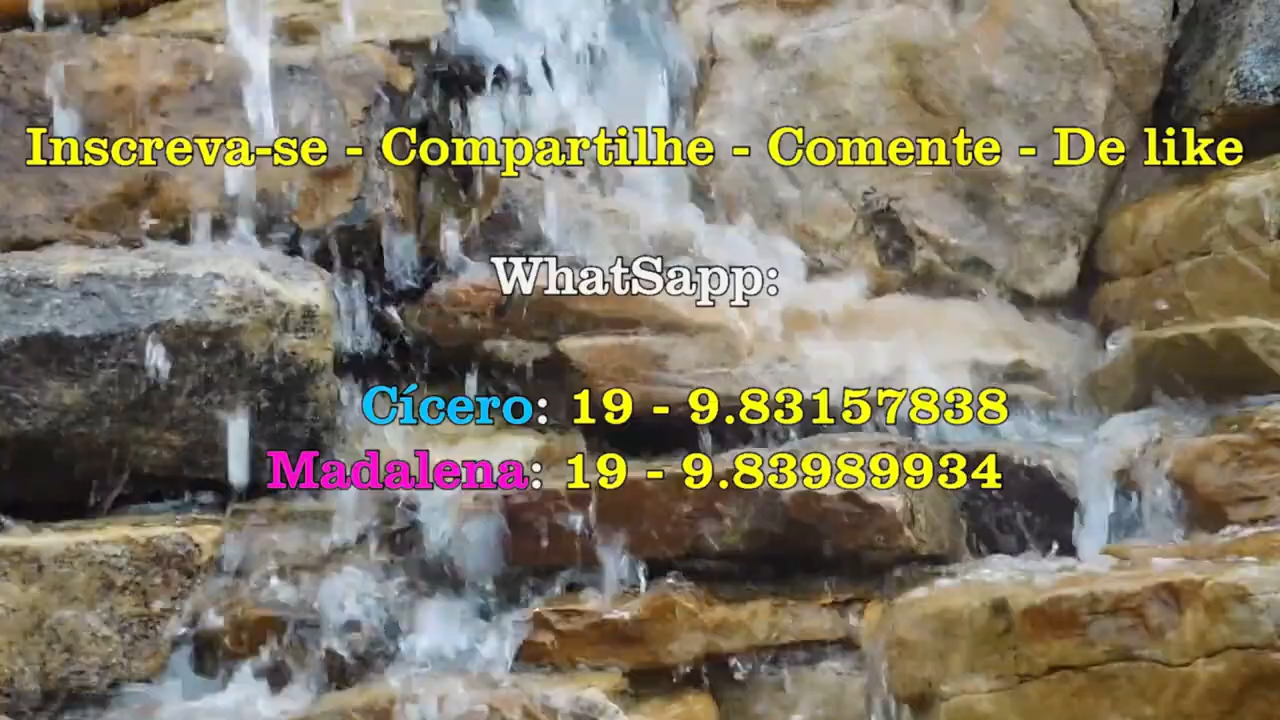 Inscreva-se - Compartilhe - Comente - De like
WhatSapp:
Cícero: 19 - 9.83157838
Madalena: 19 - 9.83989934